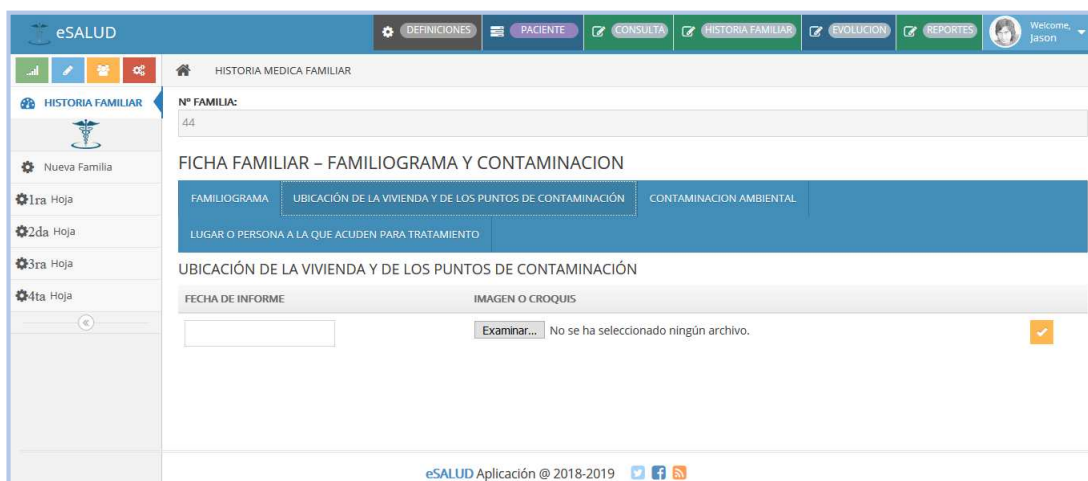 eSALUD
DEFINICIONES PACIENTE CONSULTA HISTORIA FAMILIAR EVOLUCION REPORTES
Welcome,
Jason
HISTORIA MEDICA FAMILIAR
HISTORIA FAMILIAR
Nº FAMILIA:
44
Nueva Familia
1ra Hoja
2da Hoja
3ra Hoja
4ta Hoja
FICHA FAMILIAR – FAMILIOGRAMA Y CONTAMINACION
FAMILIOGRAMA UBICACIÓN DE LA VIVIENDA Y DE LOS PUNTOS DE CONTAMINACIÓN CONTAMINACION AMBIENTAL
LUGAR O PERSONA A LA QUE ACUDEN PARA TRATAMIENTO
UBICACIÓN DE LA VIVIENDA Y DE LOS PUNTOS DE CONTAMINACIÓN
FECHA DE INFORME IMAGEN O CROQUIS
Examinar... No se ha seleccionado ningún archivo.
eSALUD Aplicación @ 2018-2019